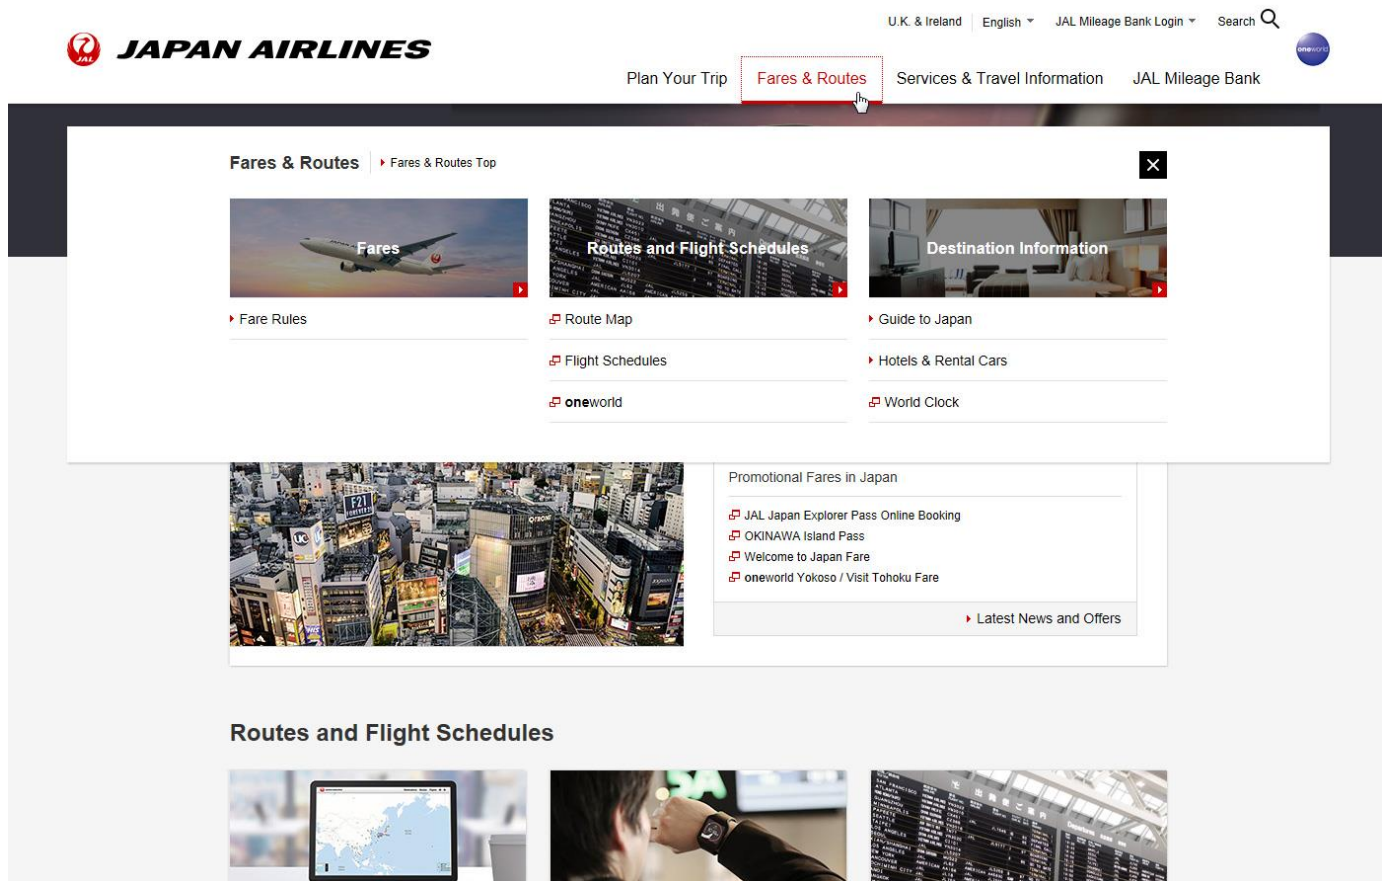 U.K. & Ireland English JAL Mileage Bank Login Search
JAL JAPAN AIRLINES
oneworld
Plan Your Trip Fares & Routes Services & Travel Information JAL Mileage Bank
Fares & Routes Fares & Routes Top
Fares
Routes and Flight Schedules
Destination Information
Fare Rules
Route Map
Guide to Japan
Flight Schedules
Hotels & Rental Cars
oneworld
World Clock
Promotional Fares in Japan
JAL Japan Explorer Pass Online Booking
OKINAWA Island Pass
Welcome to Japan Fare
oneworld Yokoso / Visit Tohoku Fare
Latest News and Offers
F21
UC
Routes and Flight Schedules